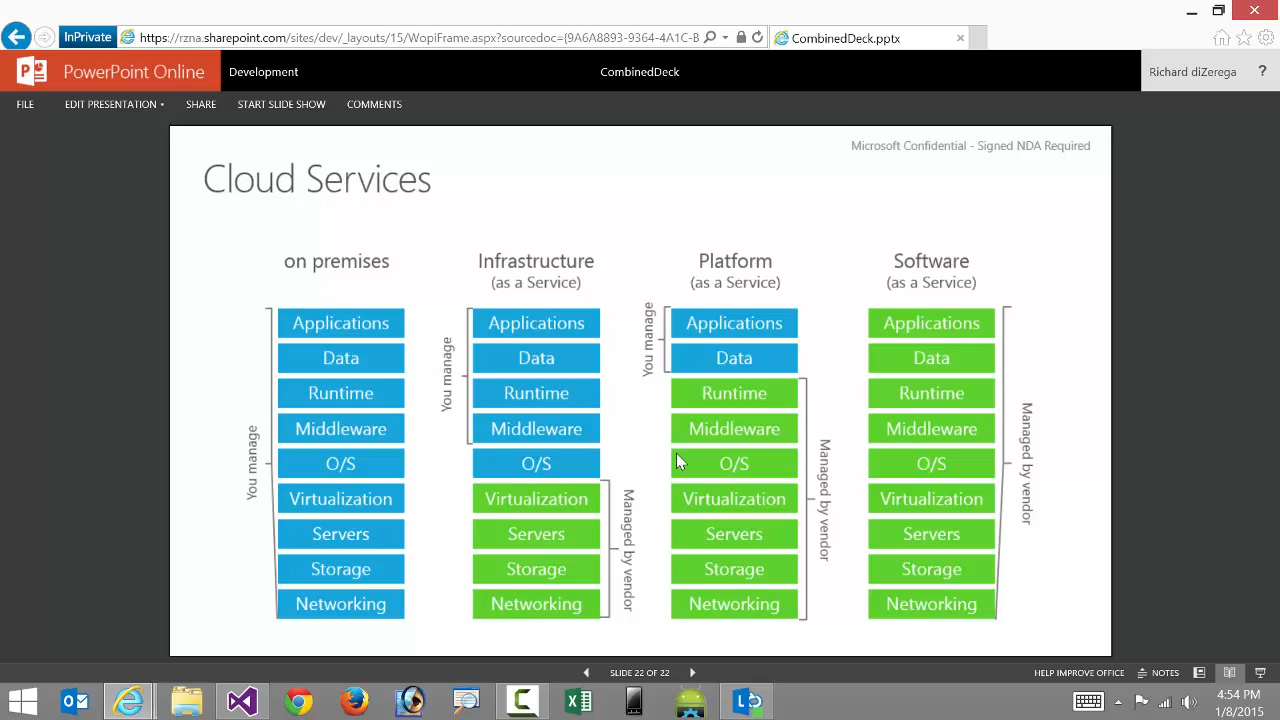 InPrivate
https://rzna.sharepoint.com/sites/dev/_layouts/15/WopiFrame.aspx?sourcedoc={9A6A8893-9364-4A1C-B
CombinedDeck.pptx
PowerPoint Online
Development
CombinedDeck
Richard diZerega
?
FILE
EDIT PRESENTATION
SHARE
START SLIDE SHOW
COMMENTS
Microsoft Confidential - Signed NDA Required
Cloud Services
on premises
You manage
Applications
Data
Runtime
Middleware
O/S
Virtualization
Servers
Storage
Networking
Infrastructure
(as a Service)
You manage
Applications
Data
Runtime
Middleware
O/S
Virtualization
Servers
Storage
Networking
Managed by vendor
Platform
(as a Service)
You manage
Applications
Data
Runtime
Middleware
O/S
Virtualization
Servers
Storage
Networking
Managed by vendor
Software
(as a Service)
Applications
Data
Runtime
Middleware
O/S
Virtualization
Servers
Storage
Networking
Managed by vendor
SLIDE 22 OF 22
HELP IMPROVE OFFICE
NOTES
4:54 PM
1/8/2015